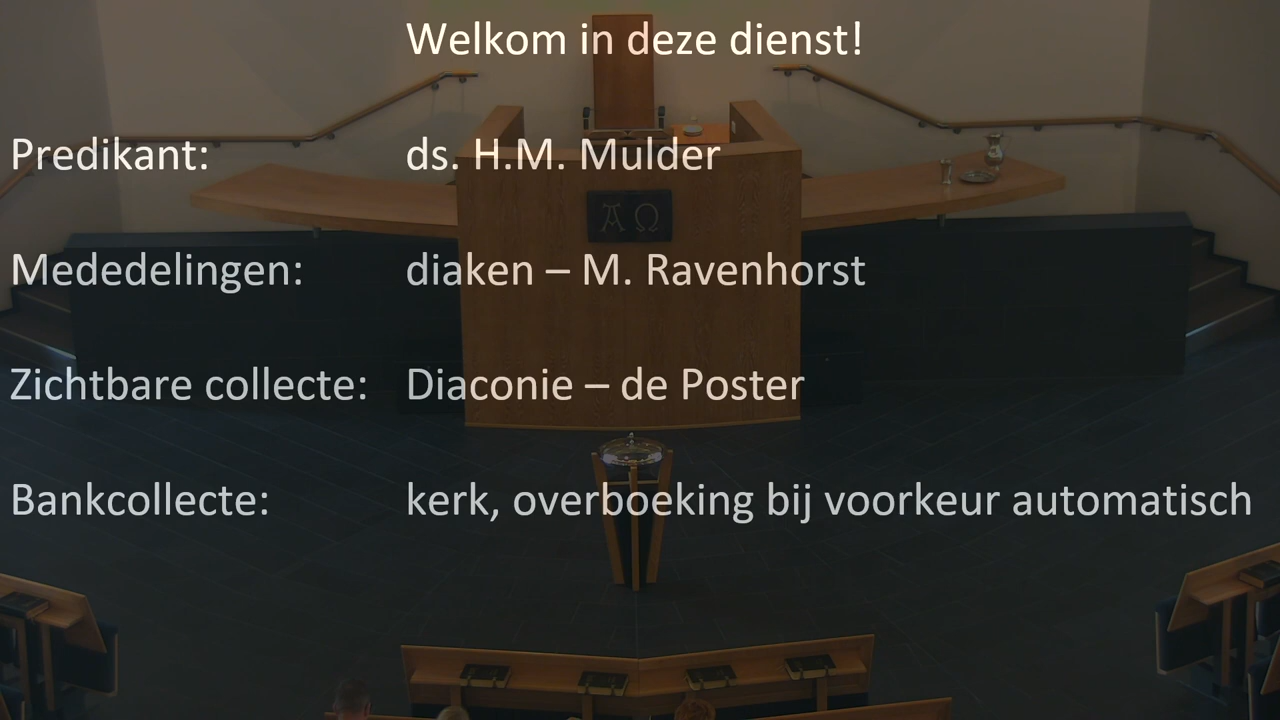 Welkom in deze dienst!
Predikant: ds. H.M. Mulder
Mededelingen: diaken – M. Ravenhorst
Zichtbare collecte: Diaconie – de Poster
Bankcollecte: kerk, overboeking bij voorkeur automatisch
Α Ω